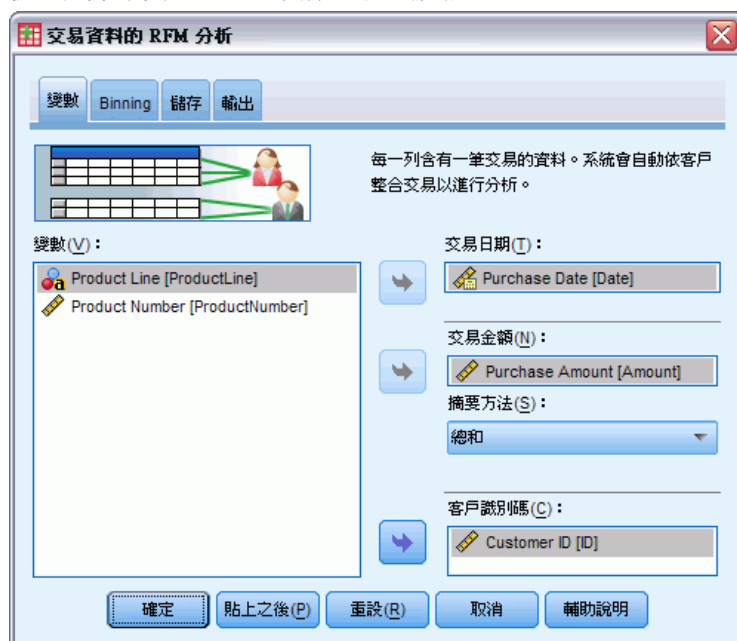 交易資料的 RFM 分析
變數
Binning
儲存
輸出
每一列含有一筆交易的資料。系統會自動依客戶
整合交易以進行分析。
變數(V)：
Product Line [ProductLine]
Product Number [ProductNumber]
交易日期(T)：
Purchase Date [Date]
交易金額(N)：
Purchase Amount [Amount]
摘要方法(S)：
總和
客戶識別碼(C)：
Customer ID [ID]
確定
貼上之後(P)
重設(R)
取消
輔助說明